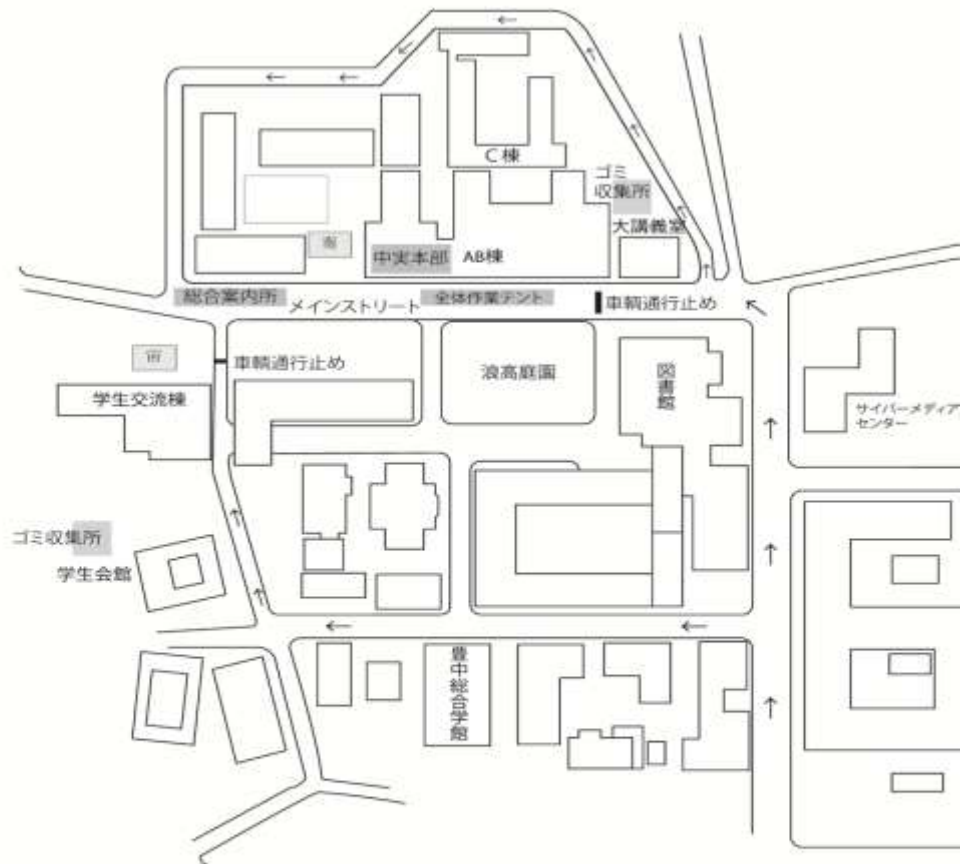 C棟
ゴミ
収集所
大講義室
中実本部
AB棟
総合案内所
メインストリート
全体作業テント
車輌通行止め
車輌通行止め
学生交流棟
浪高庭園
図書館
サイバーメディア
センター
ゴミ収集所
学生会館
豊中総合学館